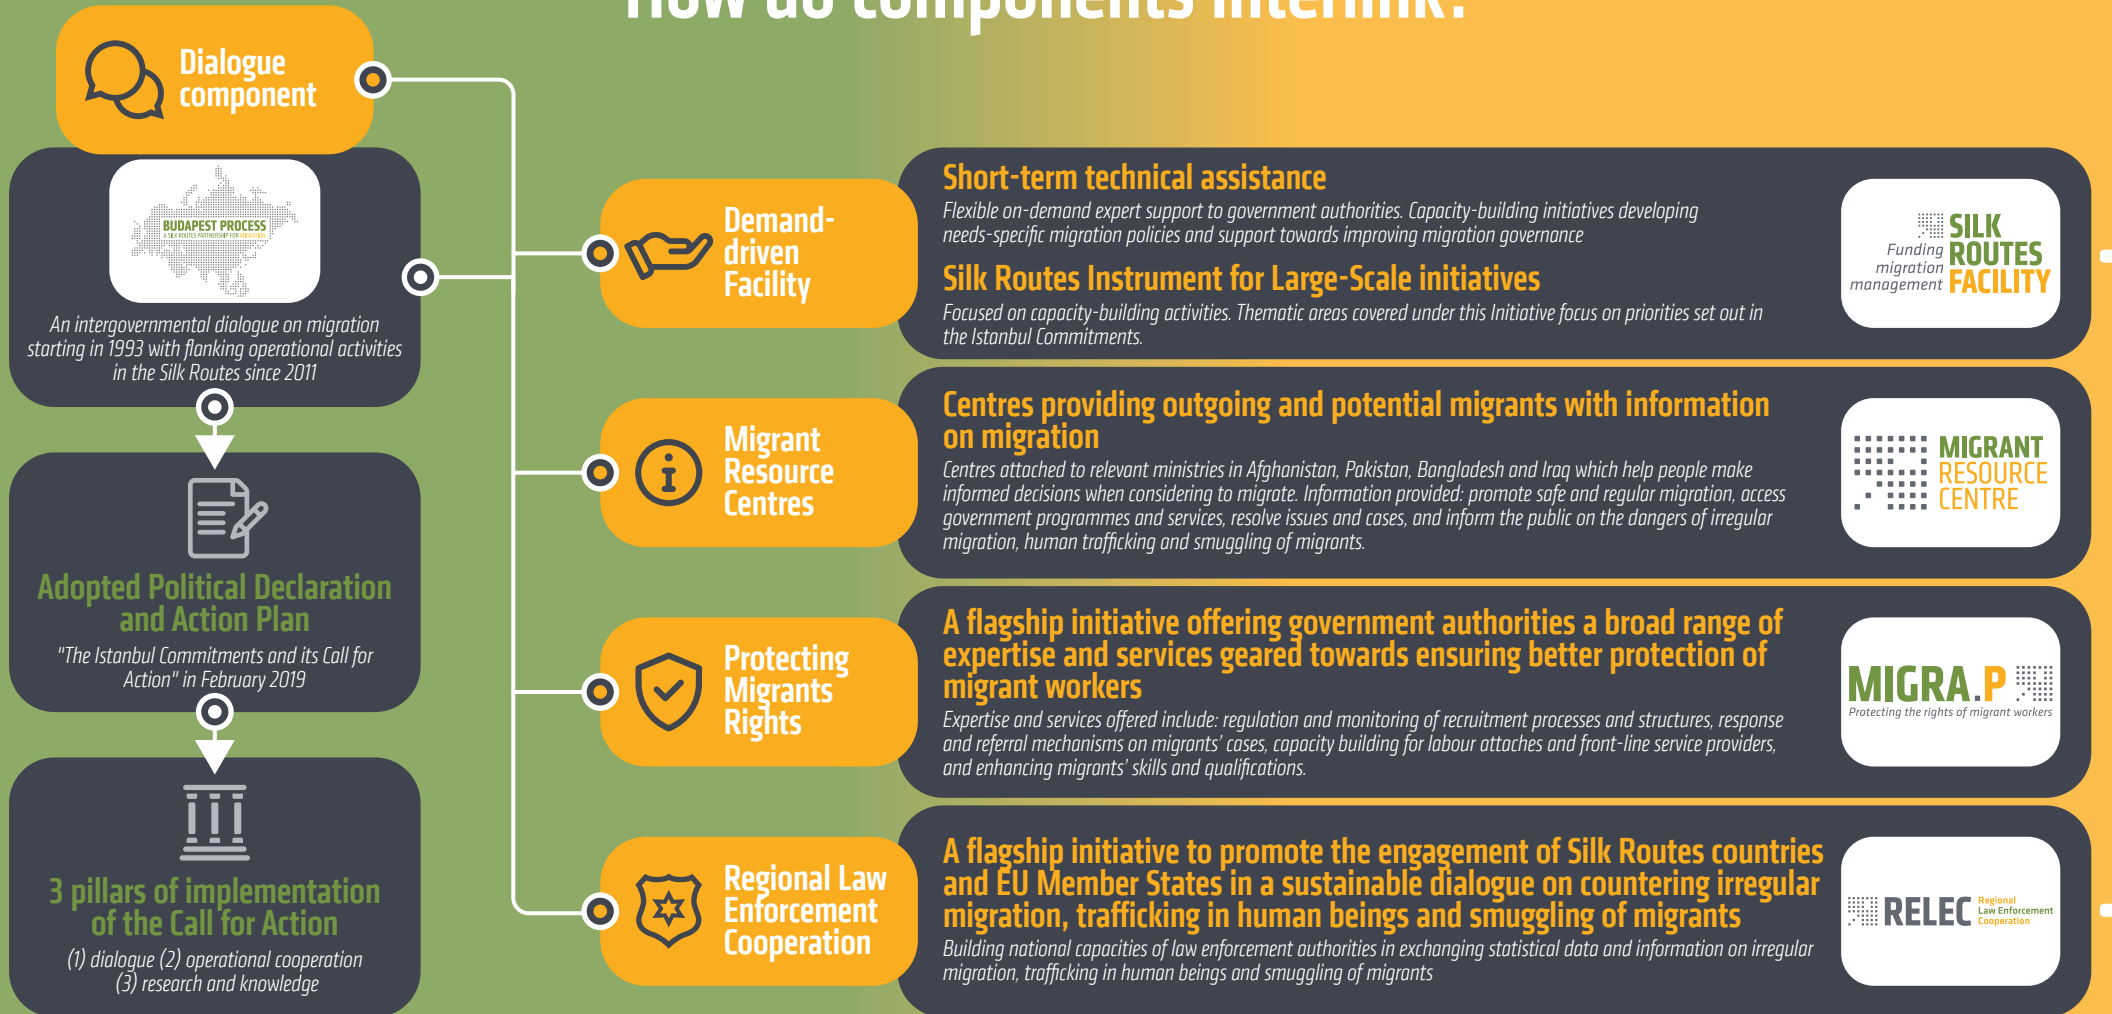 How do components interlink?
Dialogue
component
BUDAPEST PROCESS
A SILK ROUTES PARTNERSHIP FOR MIGRATION
An intergovernmental dialogue on migration
starting in 1993 with flanking operational activities
in the Silk Routes since 2011
Adopted Political Declaration
and Action Plan
"The Istanbul Commitments and its Call for
Action" in February 2019
3 pillars of implementation
of the Call for Action
(1) dialogue (2) operational cooperation
(3) research and knowledge
Demand-
driven
Facility
Short-term technical assistance
Flexible on-demand expert support to government authorities. Capacity-building initiatives developing
needs-specific migration policies and support towards improving migration governance
Silk Routes Instrument for Large-Scale initiatives
Focused on capacity-building activities. Thematic areas covered under this Initiative focus on priorities set out in
the Istanbul Commitments.
Funding
migration
management
SILK
ROUTES
FACILITY
Migrant
Resource
Centres
Centres providing outgoing and potential migrants with information
on migration
Centres attached to relevant ministries in Afghanistan, Pakistan, Bangladesh and Iraq which help people make
informed decisions when considering to migrate. Information provided: promote safe and regular migration, access
government programmes and services, resolve issues and cases, and inform the public on the dangers of irregular
migration, human trafficking and smuggling of migrants.
MIGRANT
RESOURCE
CENTRE
Protecting
Migrants
Rights
A flagship initiative offering government authorities a broad range of
expertise and services geared towards ensuring better protection of
migrant workers
Expertise and services offered include: regulation and monitoring of recruitment processes and structures, response
and referral mechanisms on migrants' cases, capacity building for labour attaches and front-line service providers,
and enhancing migrants' skills and qualifications.
MIGRA.P
Protecting the rights of migrant workers
Regional Law
Enforcement
Cooperation
A flagship initiative to promote the engagement of Silk Routes countries
and EU Member States in a sustainable dialogue on countering irregular
migration, trafficking in human beings and smuggling of migrants
Building national capacities of law enforcement authorities in exchanging statistical data and information on irregular
migration, trafficking in human beings and smuggling of migrants
RELEC
Regional
Law Enforcement
Cooperation